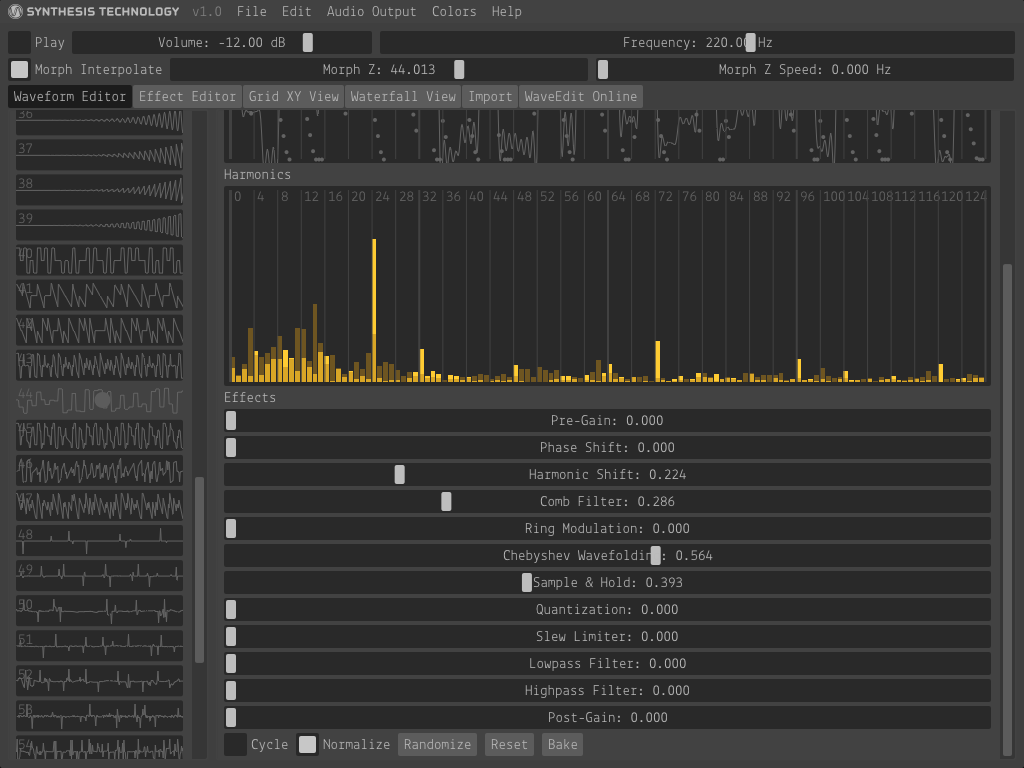 SYNTHESIS TECHNOLOGY v1.0 File Edit Audio Output Colors Help
Play Volume: -12.00 dB Frequency: 220.00 Hz
Morph Interpolate Morph Z: 44.013 Morph Z Speed: 0.000 Hz
Waveform Editor Effect Editor Grid XY View Waterfall View Import WaveEdit Online
36
37
38
39
40
41
42
43
44
45
46
47
48
49
50
51
52
53
54
Harmonics
0 4 8 12 16 20 24 28 32 36 40 44 48 52 56 60 64 68 72 76 80 84 88 92 96 100 104 108 112 116 120 124
Effects
Pre-Gain: 0.000
Phase Shift: 0.000
Harmonic Shift: 0.224
Comb Filter: 0.286
Ring Modulation: 0.000
Chebyshev Wavefolding: 0.564
Sample & Hold: 0.393
Quantization: 0.000
Slew Limiter: 0.000
Lowpass Filter: 0.000
Highpass Filter: 0.000
Post-Gain: 0.000
Cycle Normalize Randomize Reset Bake